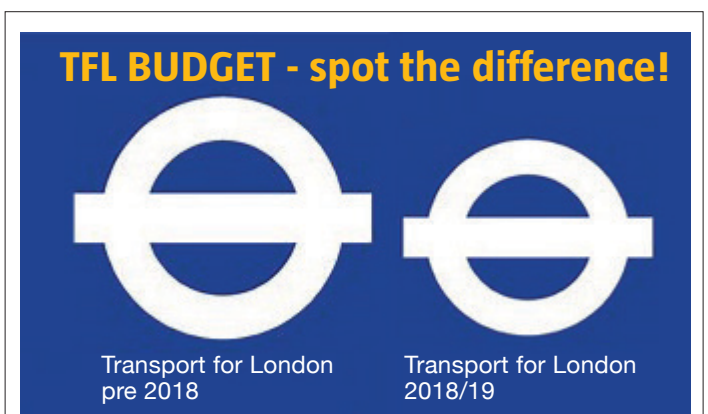 TFL BUDGET - spot the difference!
Transport for London
pre 2018
Transport for London
2018/19